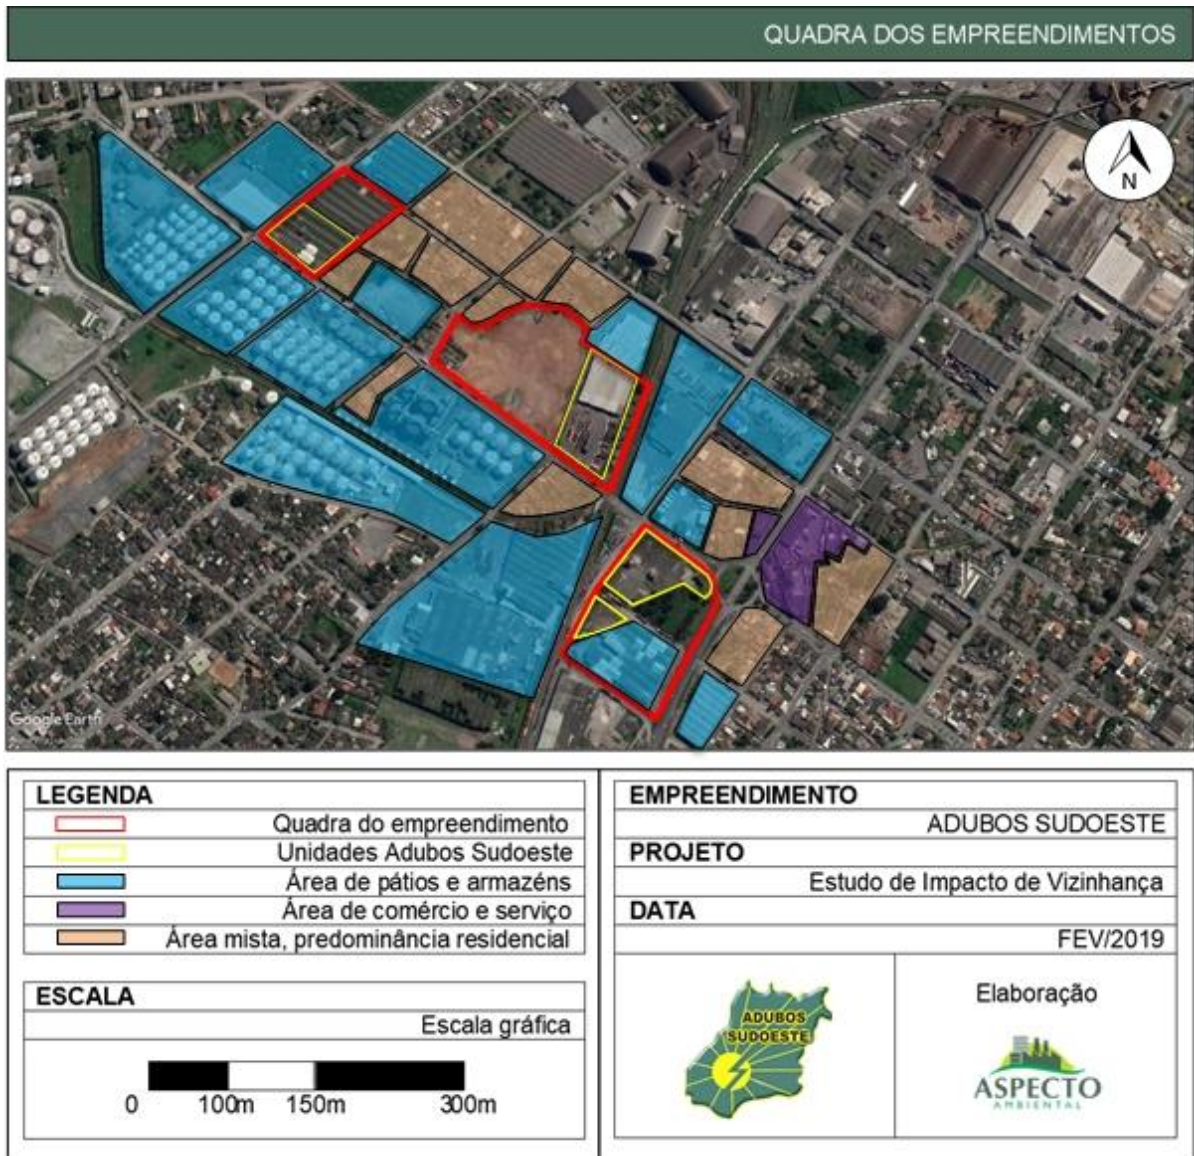 QUADRA DOS EMPREENDIMENTOS
N
Google Earth
LEGENDA
Quadra do empreendimento
Unidades Adubos Sudoeste
Área de pátios e armazéns
Área de comércio e serviço
Área mista, predominância residencial
ESCALA
Escala gráfica
0 100m 150m 300m
EMPREENDIMENTO
ADUBOS SUDOESTE
PROJETO
Estudo de Impacto de Vizinhança
DATA
FEV/2019
ADUBOS
SUDOESTE
Elaboração
ASPECTO
AMBIENTAL